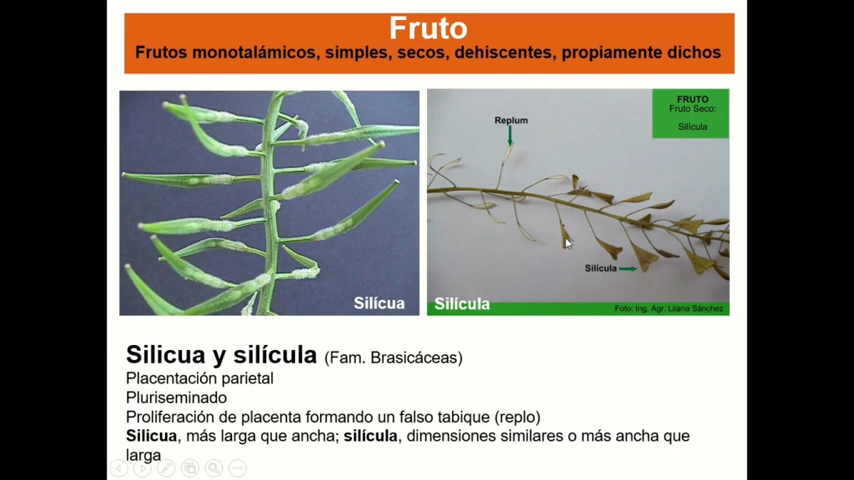 Fruto
Frutos monotalámicos, simples, secos, dehiscentes, propiamente dichos
Replum
FRUTO
Fruto Seco:
Silicula
Silícula
Silícua
Silícula
Foto: Ing. Agr. Liliana Sánchez
Silicua y silícula (Fam. Brasicáceas)
Placentación parietal
Pluriseminado
Proliferación de placenta formando un falso tabique (replo)
Silicua, más larga que ancha; silícula, dimensiones similares o más ancha que
larga